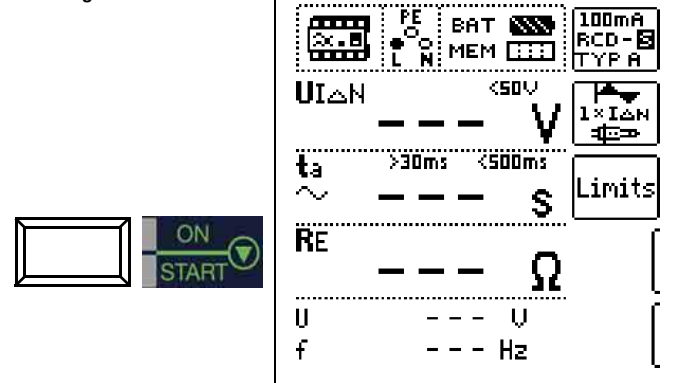 PE
BAT
MEM
L N
100mA
RCD-S
TYP A
UI△N <50V
--- V
1×I△N
ta >30ms <500ms
~ --- s
Limits
RE
--- Ω
ON
START
U --- V
f --- Hz